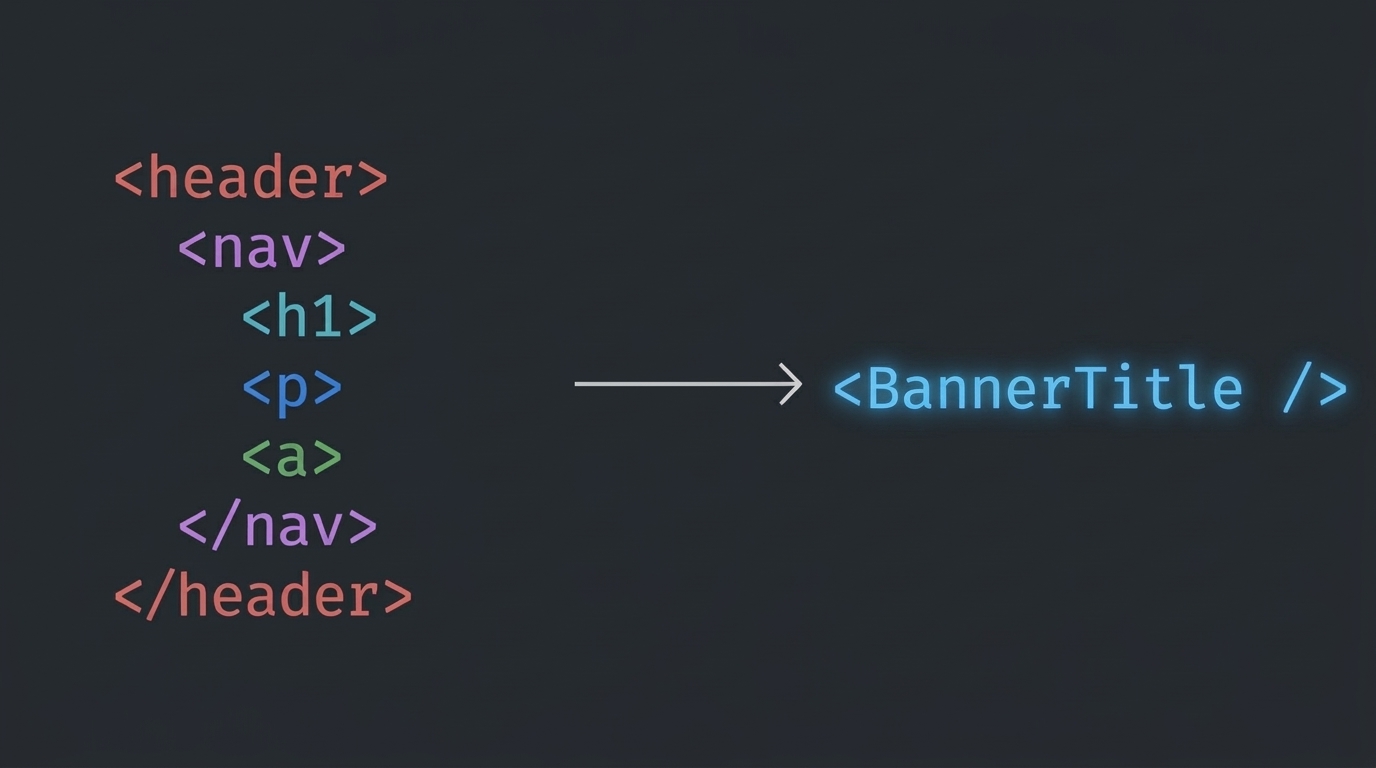 <header>
<nav>
<h1>
<p>
<a>
</nav>
</header>
<BannerTitle />